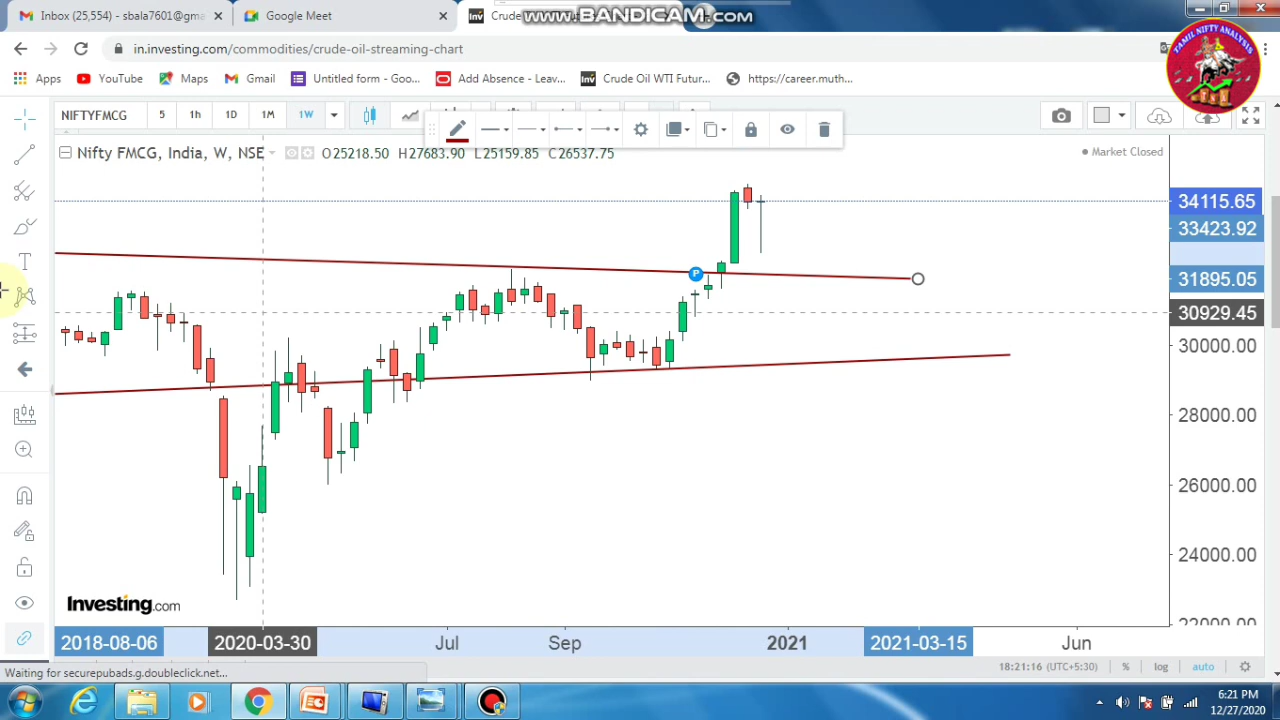 Inbox (25,554) - sbala7601@gma
Google Meet
Crude
WWW.BANDICAM.COM
in.investing.com/commodities/crude-oil-streaming-chart
TAMIL NIFTY ANALYSIS
Apps YouTube Maps Gmail Untitled form - Goo... Add Absence - Leav... Crude Oil WTI Futur... https://career.muth...
NIFTYFMCG 5 1h 1D 1M 1W
Nifty FMCG, India, W, NSE O25218.50 H27683.90 L25159.85 C26537.75
Market Closed
34115.65
33423.92
P
31895.05
30929.45
30000.00
28000.00
26000.00
24000.00
22000.00
Investing.com
2018-08-06 2020-03-30 Jul Sep 2021 2021-03-15 Jun
18:21:16 (UTC+5:30) % log auto
Waiting for securepubads.g.doubleclick.net...
6:21 PM
12/27/2020